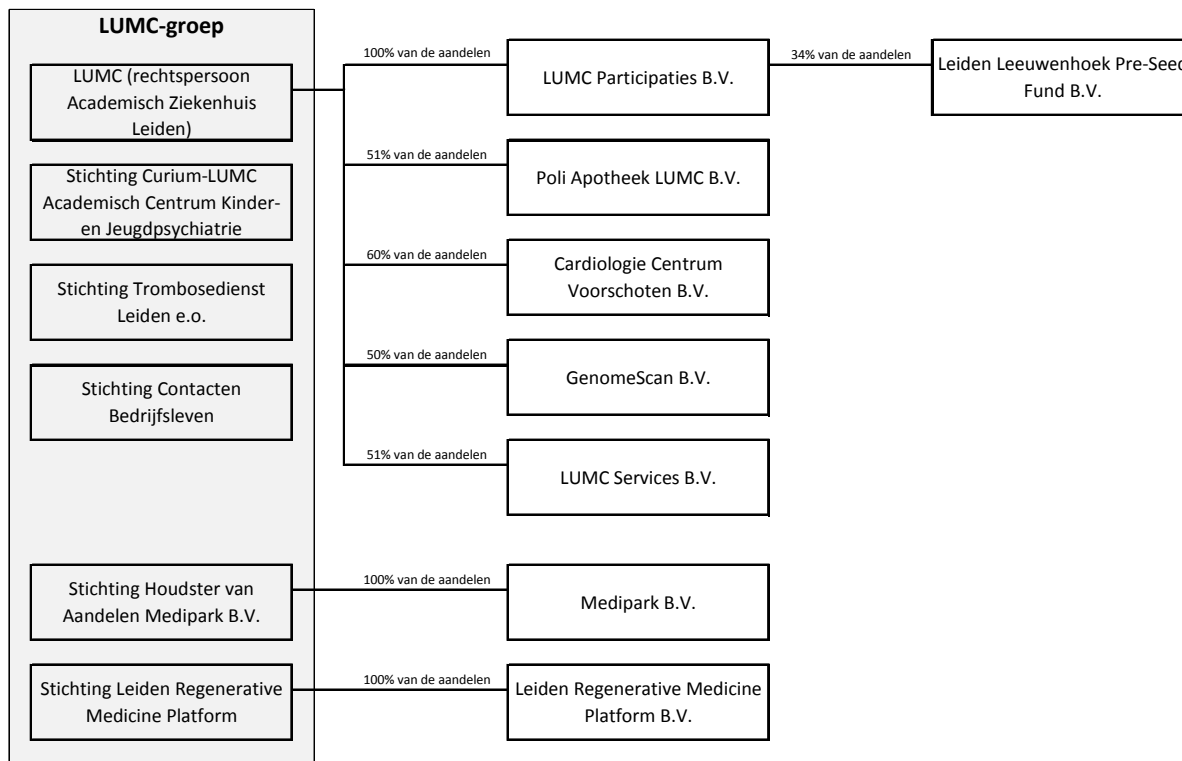 LUMC-groep
LUMC (rechtspersoon
Academisch Ziekenhuis
Leiden)
100% van de aandelen
LUMC Participaties B.V.
34% van de aandelen
Leiden Leeuwenhoek Pre-Seed
Fund B.V.
Stichting Curium-LUMC
Academisch Centrum Kinder-
en Jeugdpsychiatrie
51% van de aandelen
Poli Apotheek LUMC B.V.
Stichting Trombosedienst
Leiden e.o.
60% van de aandelen
Cardiologie Centrum
Voorschoten B.V.
Stichting Contacten
Bedrijfsleven
50% van de aandelen
GenomeScan B.V.
51% van de aandelen
LUMC Services B.V.
Stichting Houdster van
Aandelen Medipark B.V.
100% van de aandelen
Medipark B.V.
Stichting Leiden Regenerative
Medicine Platform
100% van de aandelen
Leiden Regenerative Medicine
Platform B.V.